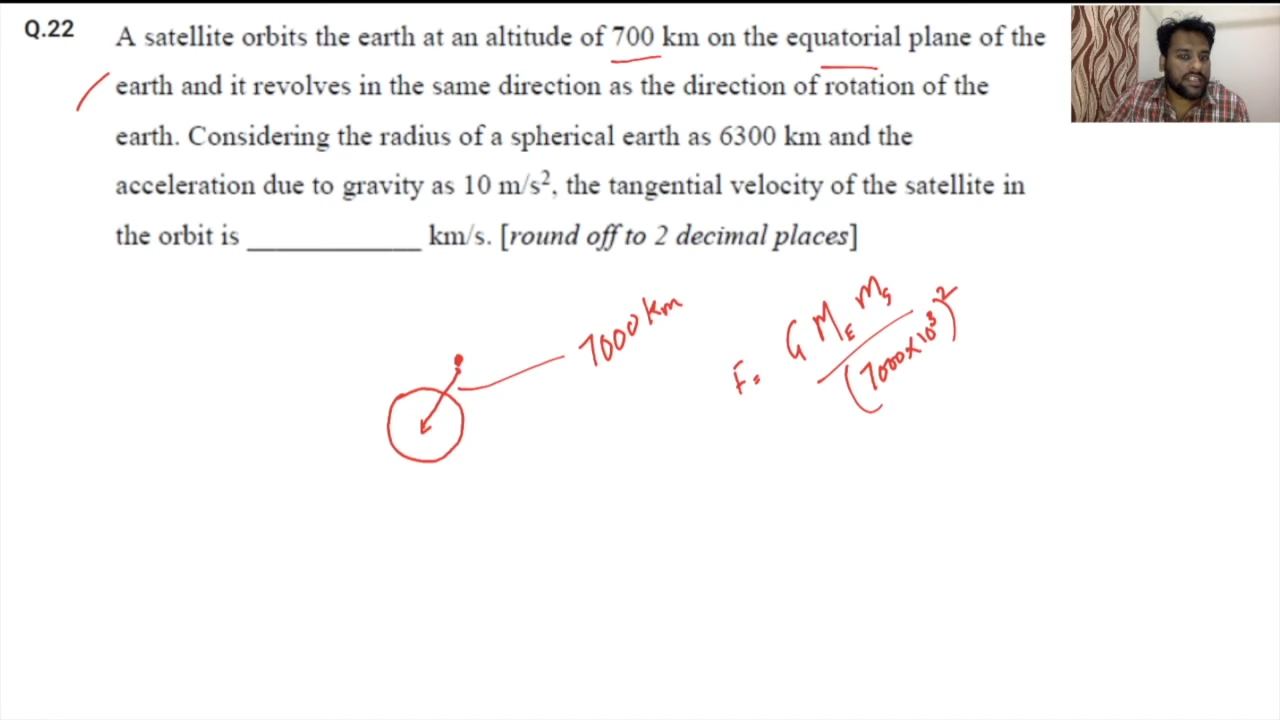 Q.22
A satellite orbits the earth at an altitude of 700 km on the equatorial plane of the
earth and it revolves in the same direction as the direction of rotation of the
earth. Considering the radius of a spherical earth as 6300 km and the
acceleration due to gravity as 10 m/s², the tangential velocity of the satellite in
the orbit is ____________ km/s. [round off to 2 decimal places]
7000 km
F = G M_E M_S
(7000×10³)²